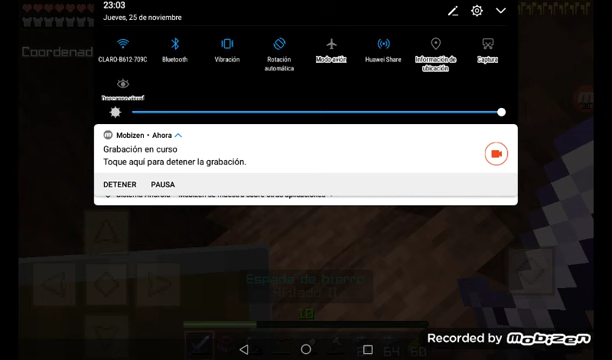 23:03
Jueves, 25 de noviembre
Coordenad
CLARO-B612-709C
Bluetooth
Vibración
Rotación automática
Modo avión
Huawei Share
Información de ubicación
Captura
Mobizen • Ahora
Grabación en curso
Toque aquí para detener la grabación.
DETENER PAUSA
Espada de hierro
Recorded by mobizen